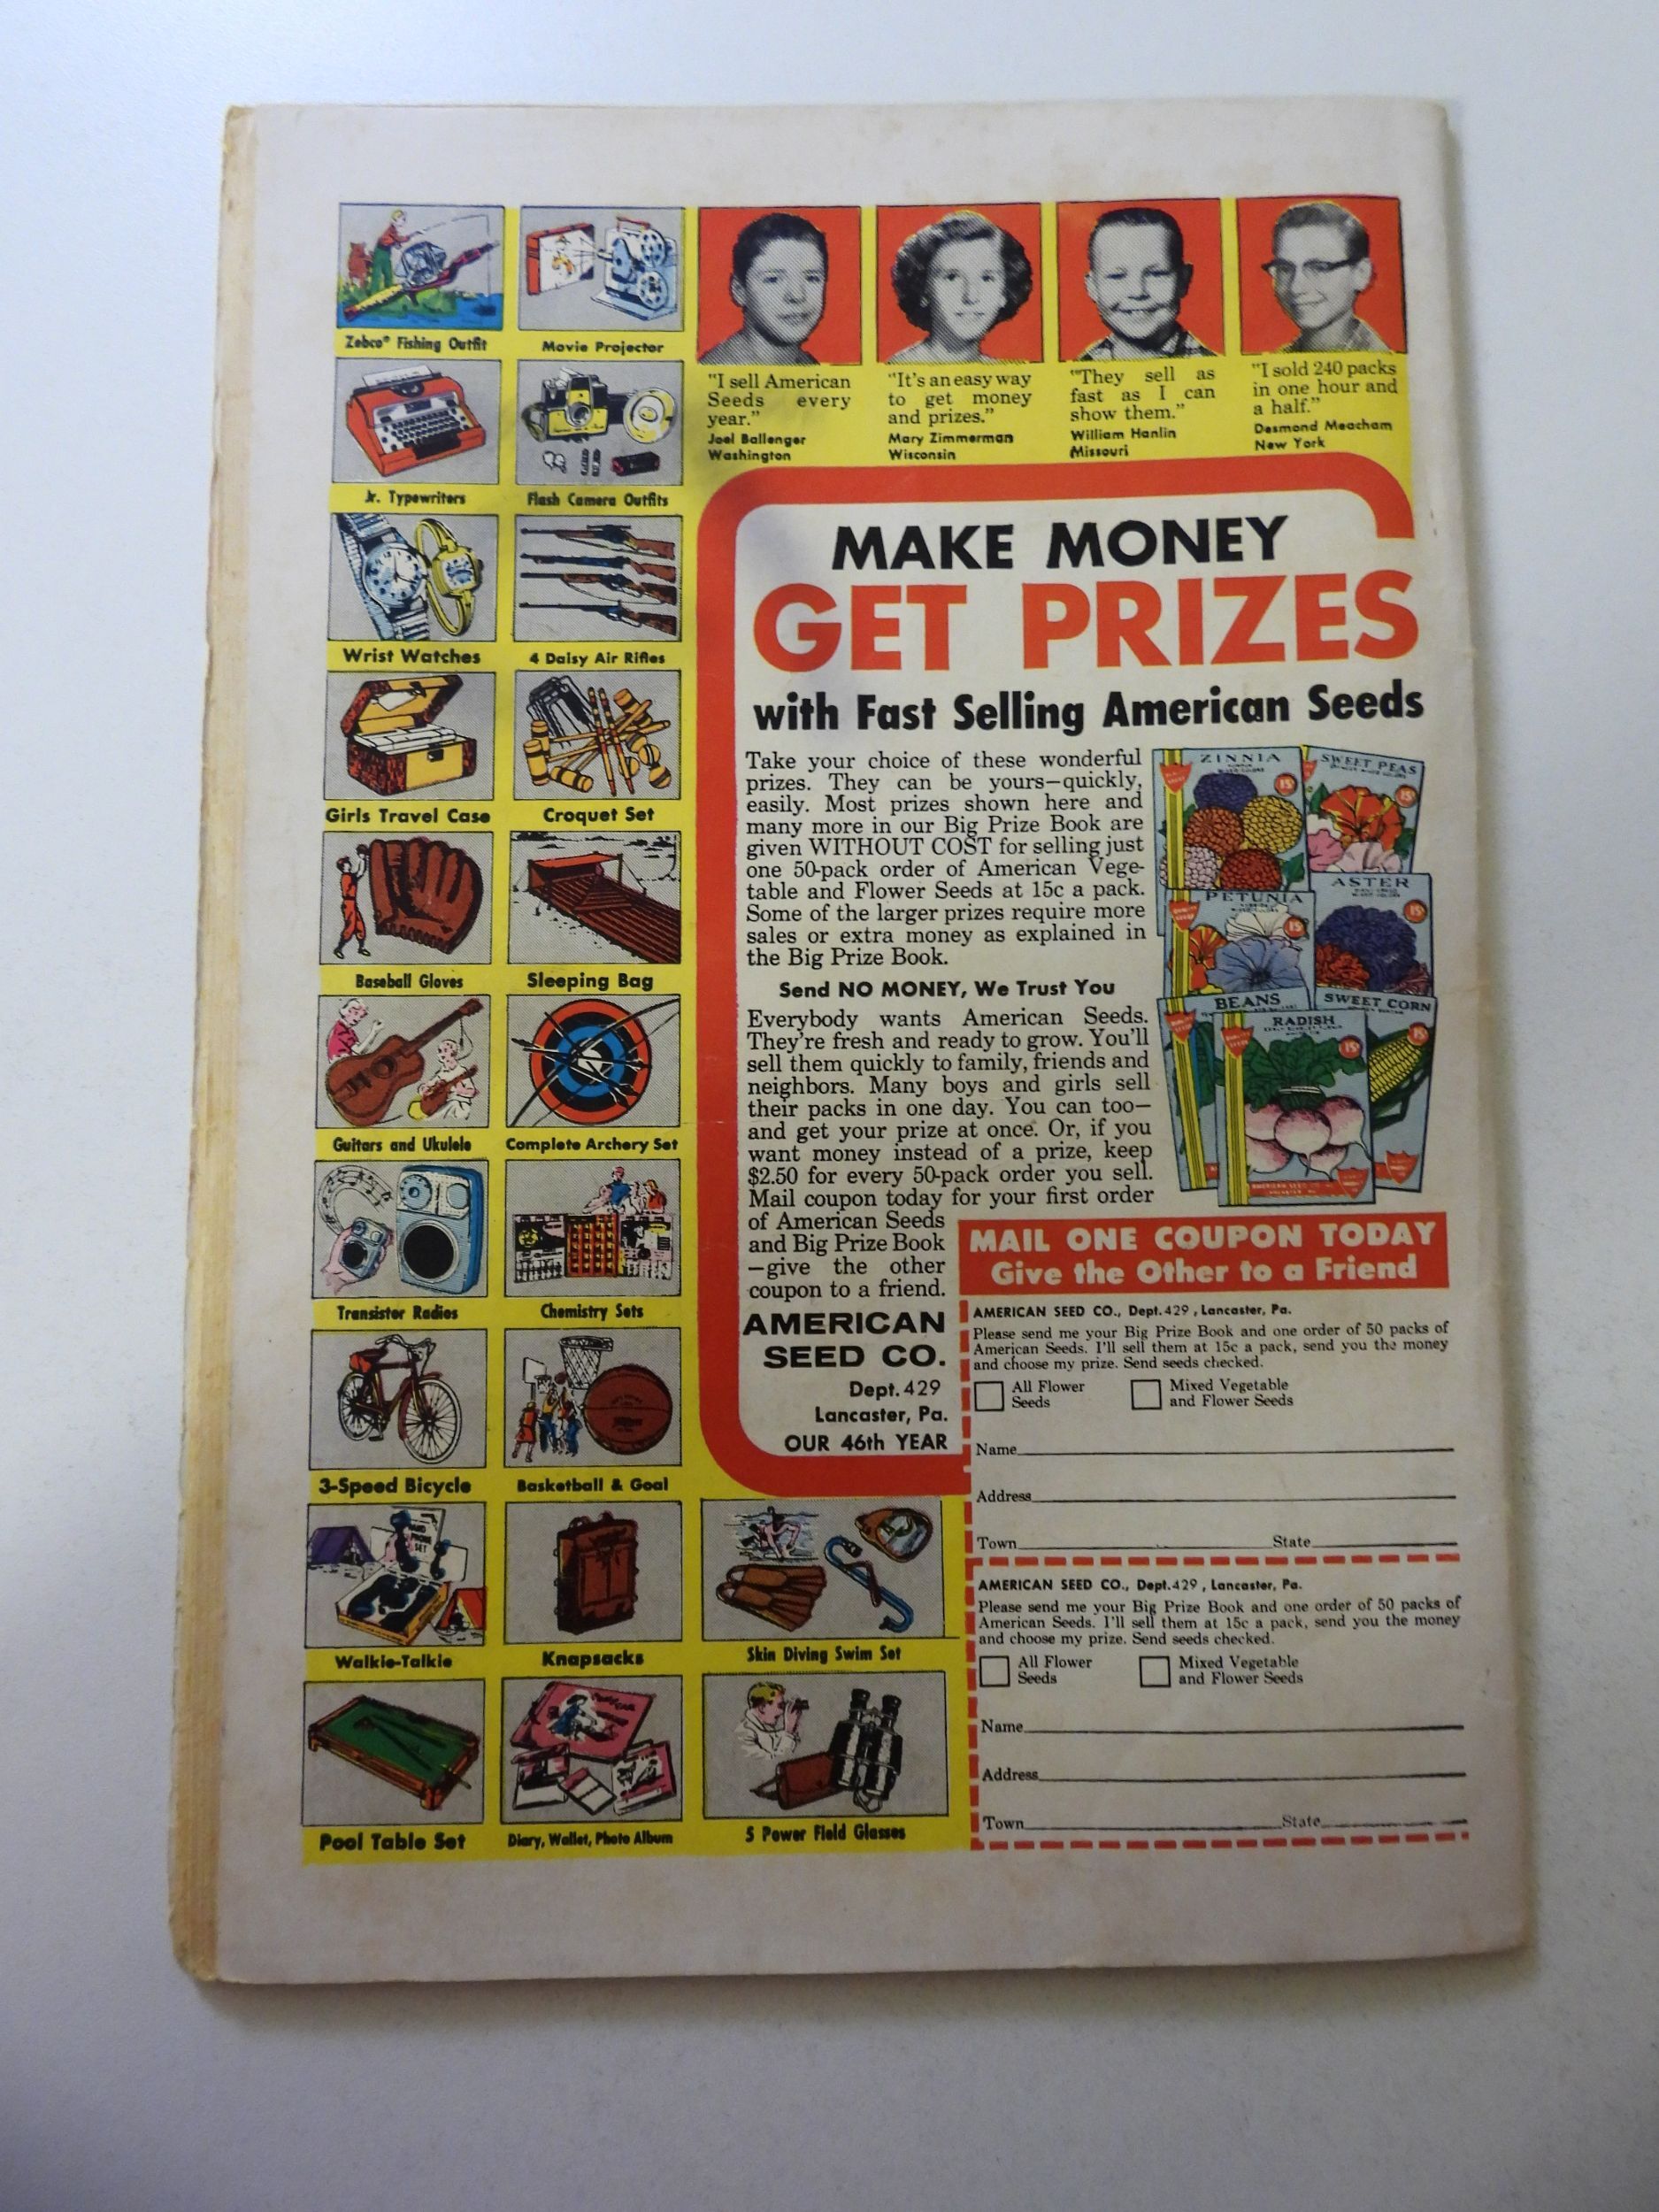 Zebco® Fishing Outfit
Movie Projector
Jr. Typewriters
Flash Camera Outfits
Wrist Watches
4 Daisy Air Rifles
Girls Travel Case
Croquet Set
Baseball Gloves
Sleeping Bag
Guitars and Ukulele
Complete Archery Set
Transistor Radios
Chemistry Sets
3-Speed Bicycle
Basketball & Goal
HAND
PHONE
SET
Walkie-Talkie
Knapsacks
Skin Diving Swim Set
Pool Table Set
Diary, Wallet, Photo Album
5 Power Field Glasses
"I sell American
Seeds every
year."
Joel Ballenger
Washington
"It's an easy way
to get money
and prizes."
Mary Zimmerman
Wisconsin
"They sell as
fast as I can
show them."
William Hanlin
Missouri
"I sold 240 packs
in one hour and
a half."
Desmond Meacham
New York
MAKE MONEY
GET PRIZES
with Fast Selling American Seeds
Take your choice of these wonderful
prizes. They can be yours—quickly,
easily. Most prizes shown here and
many more in our Big Prize Book are
given WITHOUT COST for selling just
one 50-pack order of American Vege-
table and Flower Seeds at 15c a pack.
Some of the larger prizes require more
sales or extra money as explained in
the Big Prize Book.
Send NO MONEY, We Trust You
Everybody wants American Seeds.
They're fresh and ready to grow. You'll
sell them quickly to family, friends and
neighbors. Many boys and girls sell
their packs in one day. You can too—
and get your prize at once. Or, if you
want money instead of a prize, keep
$2.50 for every 50-pack order you sell.
Mail coupon today for your first order
of American Seeds
and Big Prize Book
—give the other
coupon to a friend.
AMERICAN
SEED CO.
Dept. 429
Lancaster, Pa.
OUR 46th YEAR
ZINNIA
15¢
SWEET PEAS
15¢
PETUNIA
15¢
ASTER
15¢
BEANS
SWEET CORN
15¢
RADISH
15¢
MAIL ONE COUPON TODAY
Give the Other to a Friend
AMERICAN SEED CO., Dept. 429, Lancaster, Pa.
Please send me your Big Prize Book and one order of 50 packs of
American Seeds. I'll sell them at 15c a pack, send you the money
and choose my prize. Send seeds checked.
All Flower
Seeds
Mixed Vegetable
and Flower Seeds
Name
Address
Town State
AMERICAN SEED CO., Dept. 429, Lancaster, Pa.
Please send me your Big Prize Book and one order of 50 packs of
American Seeds. I'll sell them at 15c a pack, send you the money
and choose my prize. Send seeds checked.
All Flower
Seeds
Mixed Vegetable
and Flower Seeds
Name
Address
Town State